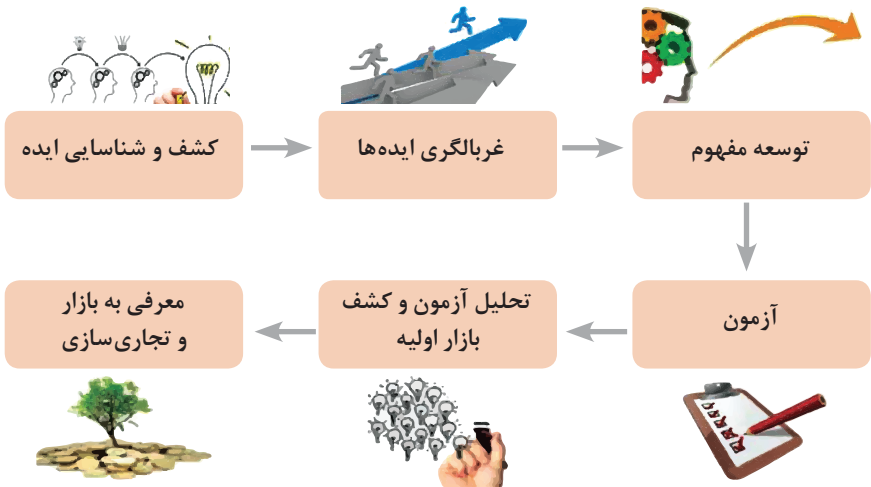 کشف و شناسایی ایده
غربالگری ایده‌ها
توسعه مفهوم
آزمون
تحلیل آزمون و کشف
بازار اولیه
معرفی به بازار
و تجاری‌سازی